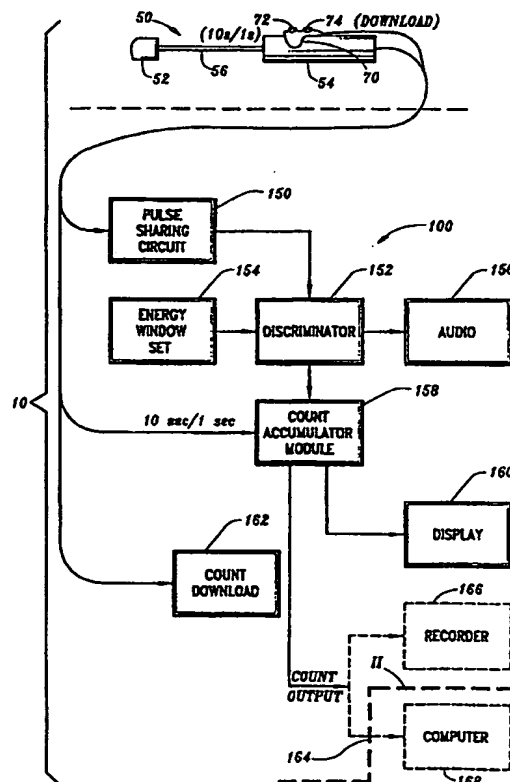 50
72
74
(DOWNLOAD)
(10s/1s)
52
56
54
70
150
PULSE
SHARING
CIRCUIT
100
154
ENERGY
WINDOW
SET
152
DISCRIMINATOR
156
AUDIO
158
10
10 sec/1 sec
COUNT
ACCUMULATOR
MODULE
160
DISPLAY
162
COUNT
DOWNLOAD
166
RECORDER
II
COUNT
OUTPUT
164
COMPUTER
168